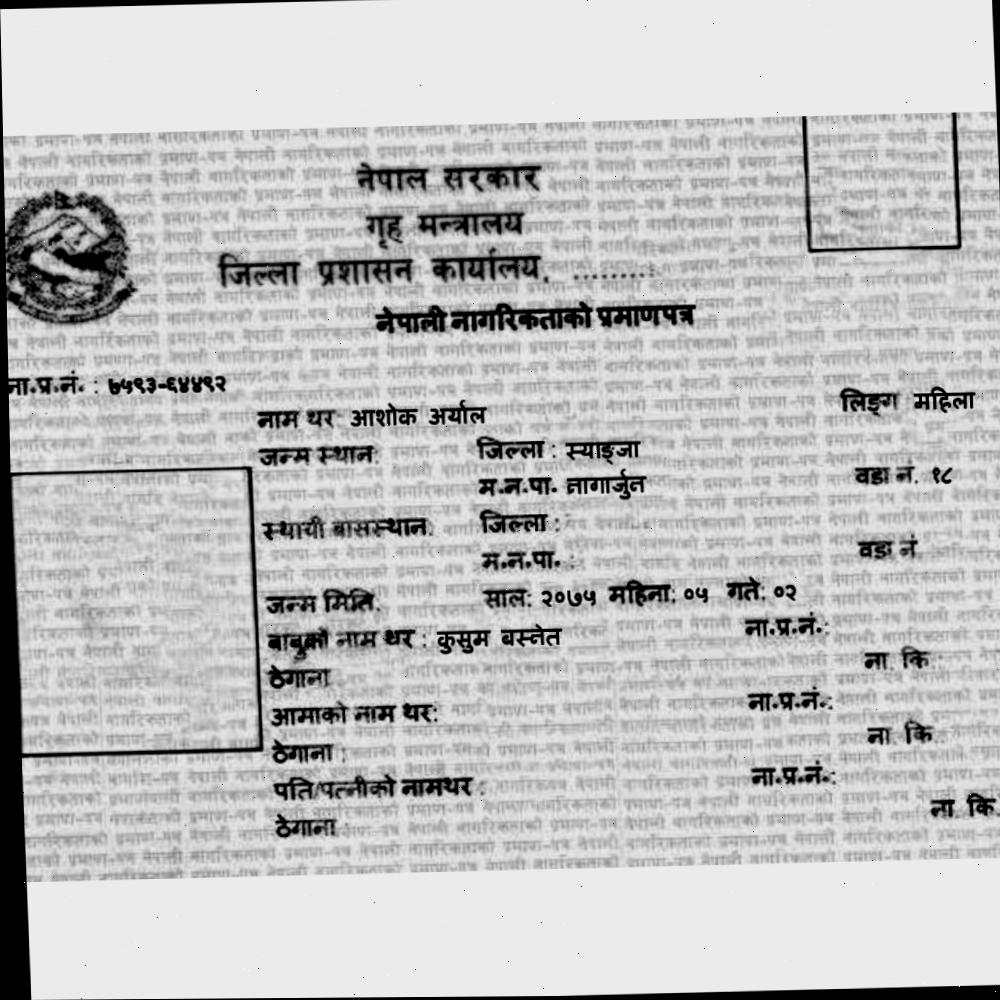 नेपाल सरकार
गृह मन्त्रालय
जिल्ला प्रशासन कार्यालय, .........
नेपाली नागरिकताको प्रमाणपत्र
ना.प्र.नं. : ७५९३-६४४९२
नाम थर: आशोक अर्याल लिङ्ग महिला
जन्म स्थान: जिल्ला : स्याङ्जा
म.न.पा. नागार्जुन वडा नं. १८
स्थायी बासस्थान: जिल्ला :
म.न.पा. : वडा नं
जन्म मिति: साल: २०७५ महिना: ०५ गते: ०२
बाबुको नाम थर : कुसुम बस्नेत ना.प्र.नं.:
ठेगाना : ना. कि.:
आमाको नाम थर: ना.प्र.नं.:
ठेगाना : ना. कि.
पति/पत्नीको नामथर : ना.प्र.नं.:
ठेगाना : ना. कि